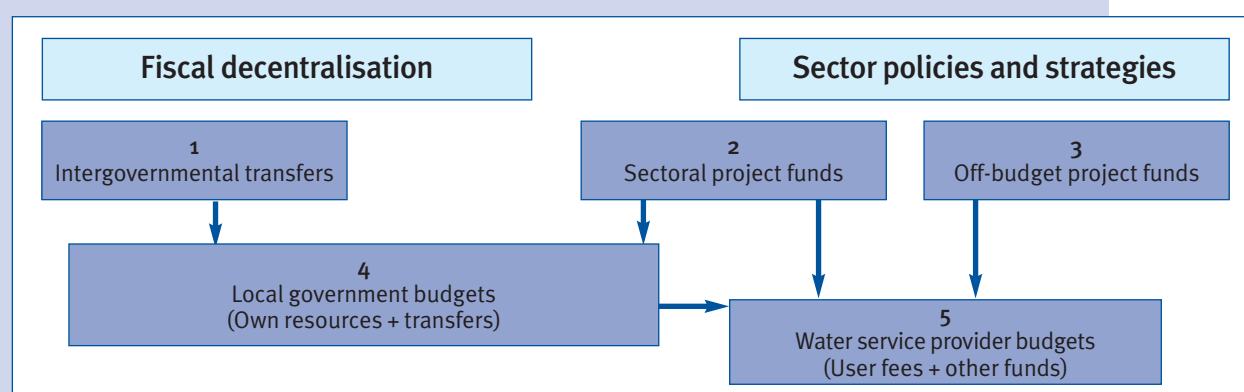 Fiscal decentralisation
Sector policies and strategies
1
Intergovernmental transfers
2
Sectoral project funds
3
Off-budget project funds
4
Local government budgets
(Own resources + transfers)
5
Water service provider budgets
(User fees + other funds)